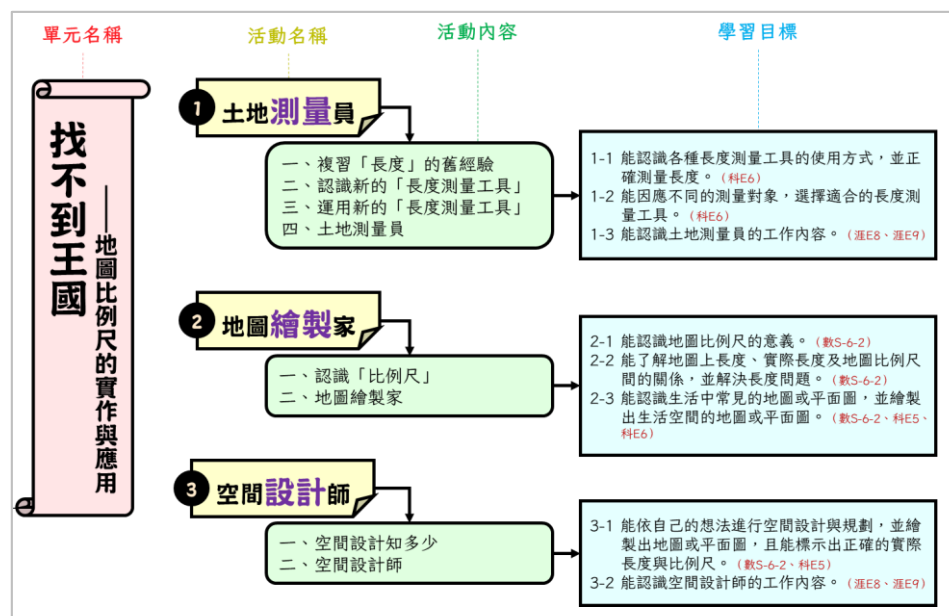 單元名稱
活動名稱
活動內容
學習目標
找不到王國
——地圖比例尺的實作與應用
1 土地測量員
一、複習「長度」的舊經驗
二、認識新的「長度測量工具」
三、運用新的「長度測量工具」
四、土地測量員
1-1 能認識各種長度測量工具的使用方式，並正
確測量長度。（科E6）
1-2 能因應不同的測量對象，選擇適合的長度測
量工具。（科E6）
1-3 能認識土地測量員的工作內容。（涯E8、涯E9）
2 地圖繪製家
一、認識「比例尺」
二、地圖繪製家
2-1 能認識地圖比例尺的意義。（數S-6-2）
2-2 能了解地圖上長度、實際長度及地圖比例尺
間的關係，並解決長度問題。（數S-6-2）
2-3 能認識生活中常見的地圖或平面圖，並繪製
出生活空間的地圖或平面圖。（數S-6-2、科E5、
科E6）
3 空間設計師
一、空間設計知多少
二、空間設計師
3-1 能依自己的想法進行空間設計與規劃，並繪
製出地圖或平面圖，且能標示出正確的實際
長度與比例尺。（數S-6-2、科E5）
3-2 能認識空間設計師的工作內容。（涯E8、涯E9）